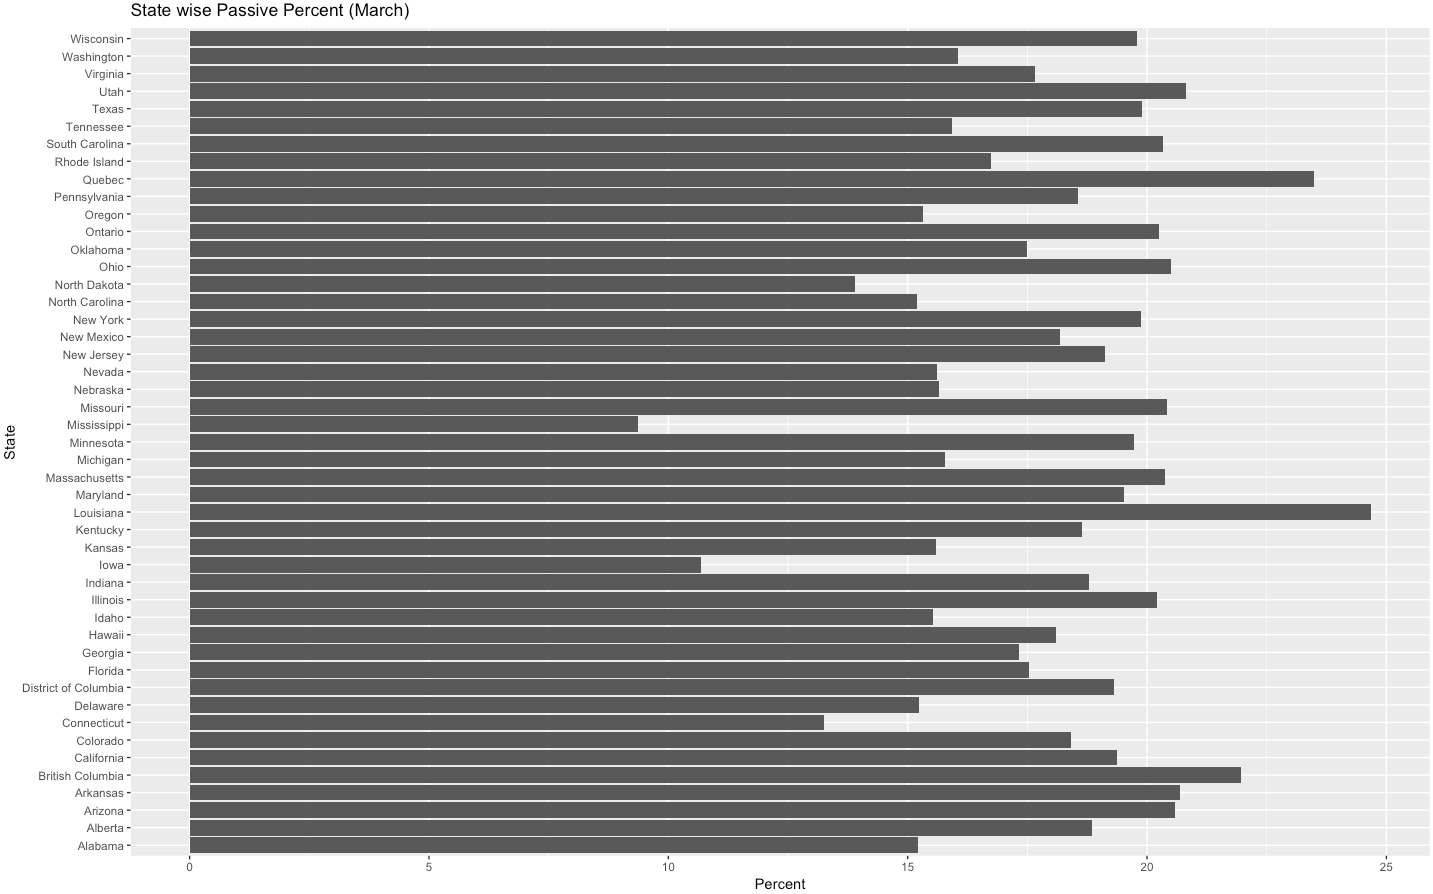 State wise Passive Percent (March)
State
Wisconsin
Washington
Virginia
Utah
Texas
Tennessee
South Carolina
Rhode Island
Quebec
Pennsylvania
Oregon
Ontario
Oklahoma
Ohio
North Dakota
North Carolina
New York
New Mexico
New Jersey
Nevada
Nebraska
Missouri
Mississippi
Minnesota
Michigan
Massachusetts
Maryland
Louisiana
Kentucky
Kansas
Iowa
Indiana
Illinois
Idaho
Hawaii
Georgia
Florida
District of Columbia
Delaware
Connecticut
Colorado
California
British Columbia
Arkansas
Arizona
Alberta
Alabama
0 5 10 15 20 25
Percent